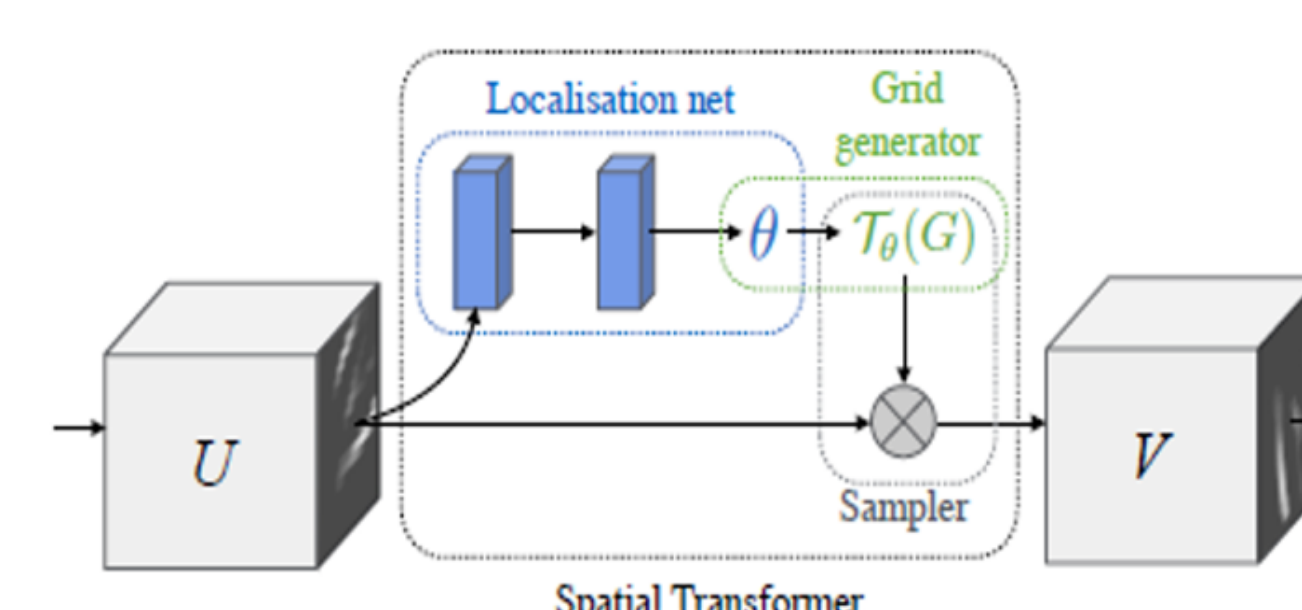 Localisation net
Grid
generator
θ
𝒯θ(G)
U
V
Sampler
Spatial Transformer